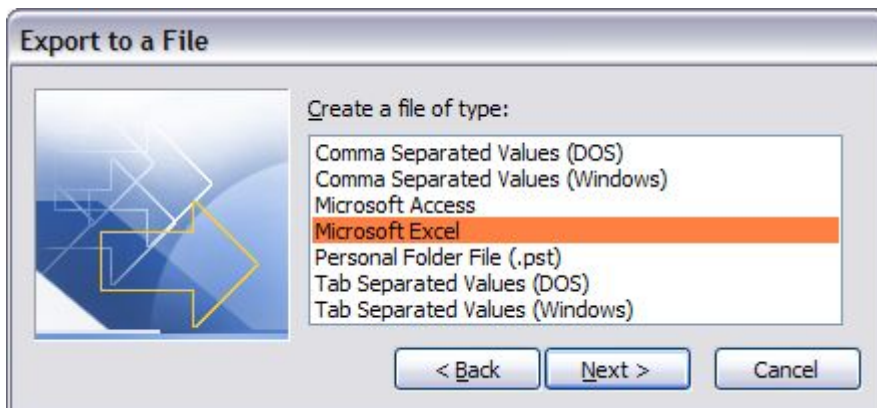 Export to a File
Create a file of type:
Comma Separated Values (DOS)
Comma Separated Values (Windows)
Microsoft Access
Microsoft Excel
Personal Folder File (.pst)
Tab Separated Values (DOS)
Tab Separated Values (Windows)
< Back Next > Cancel